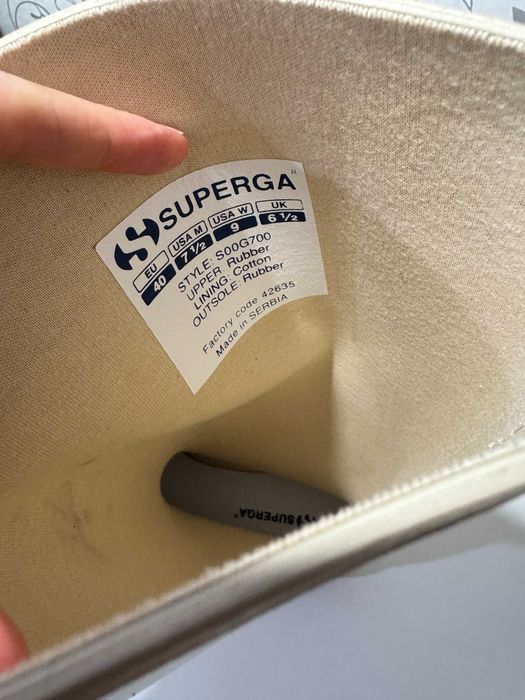 SUPERGA®
EU USA M USA W UK
40 7 1/2 9 6 1/2
STYLE: S00G700
UPPER: Rubber
LINING: Cotton
OUTSOLE: Rubber
Factory code 42635
Made in SERBIA
SUPERGA®